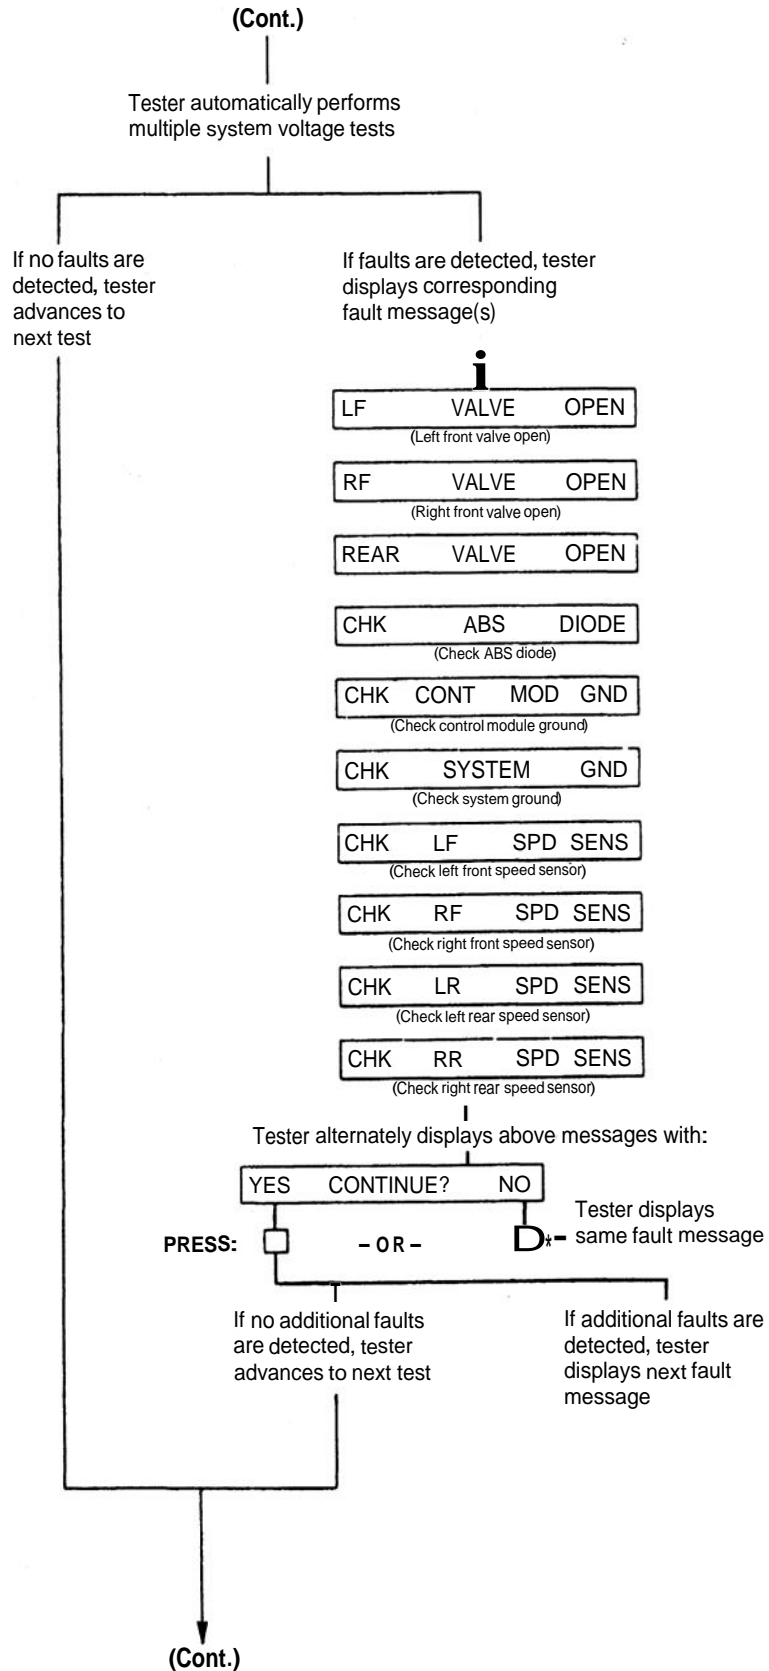 (Cont.)
Tester automatically performs
multiple system voltage tests
If no faults are
detected, tester
advances to
next test
If faults are detected, tester
displays corresponding
fault message(s)
i
LF VALVE OPEN
(Left front valve open)
RF VALVE OPEN
(Right front valve open)
REAR VALVE OPEN
CHK ABS DIODE
(Check ABS diode)
CHK CONT MOD GND
(Check control module ground)
CHK SYSTEM GND
(Check system ground)
CHK LF SPD SENS
(Check left front speed sensor)
CHK RF SPD SENS
(Check right front speed sensor)
CHK LR SPD SENS
(Check left rear speed sensor)
CHK RR SPD SENS
(Check right rear speed sensor)
Tester alternately displays above messages with:
YES CONTINUE? NO
PRESS: – OR – D*-
Tester displays
same fault message
If no additional faults
are detected, tester
advances to next test
If additional faults are
detected, tester
displays next fault
message
(Cont.)